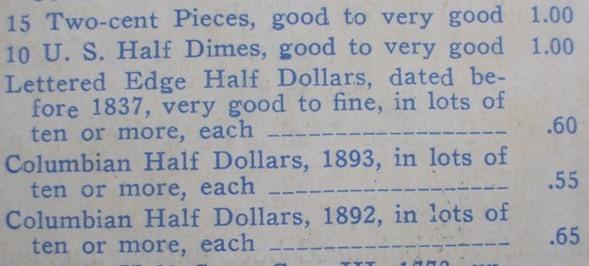 15 Two-cent Pieces, good to very good 1.00
10 U. S. Half Dimes, good to very good 1.00
Lettered Edge Half Dollars, dated be-
fore 1837, very good to fine, in lots of
ten or more, each .60
Columbian Half Dollars, 1893, in lots of
ten or more, each .55
Columbian Half Dollars, 1892, in lots of
ten or more, each .65